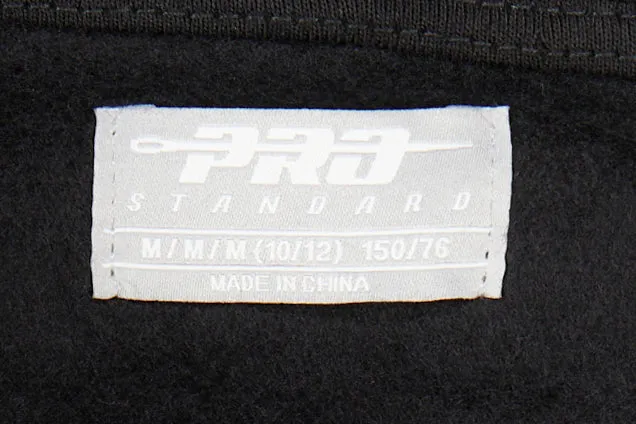 PRO
STANDARD
M/M/M (10/12) 150/76
MADE IN CHINA